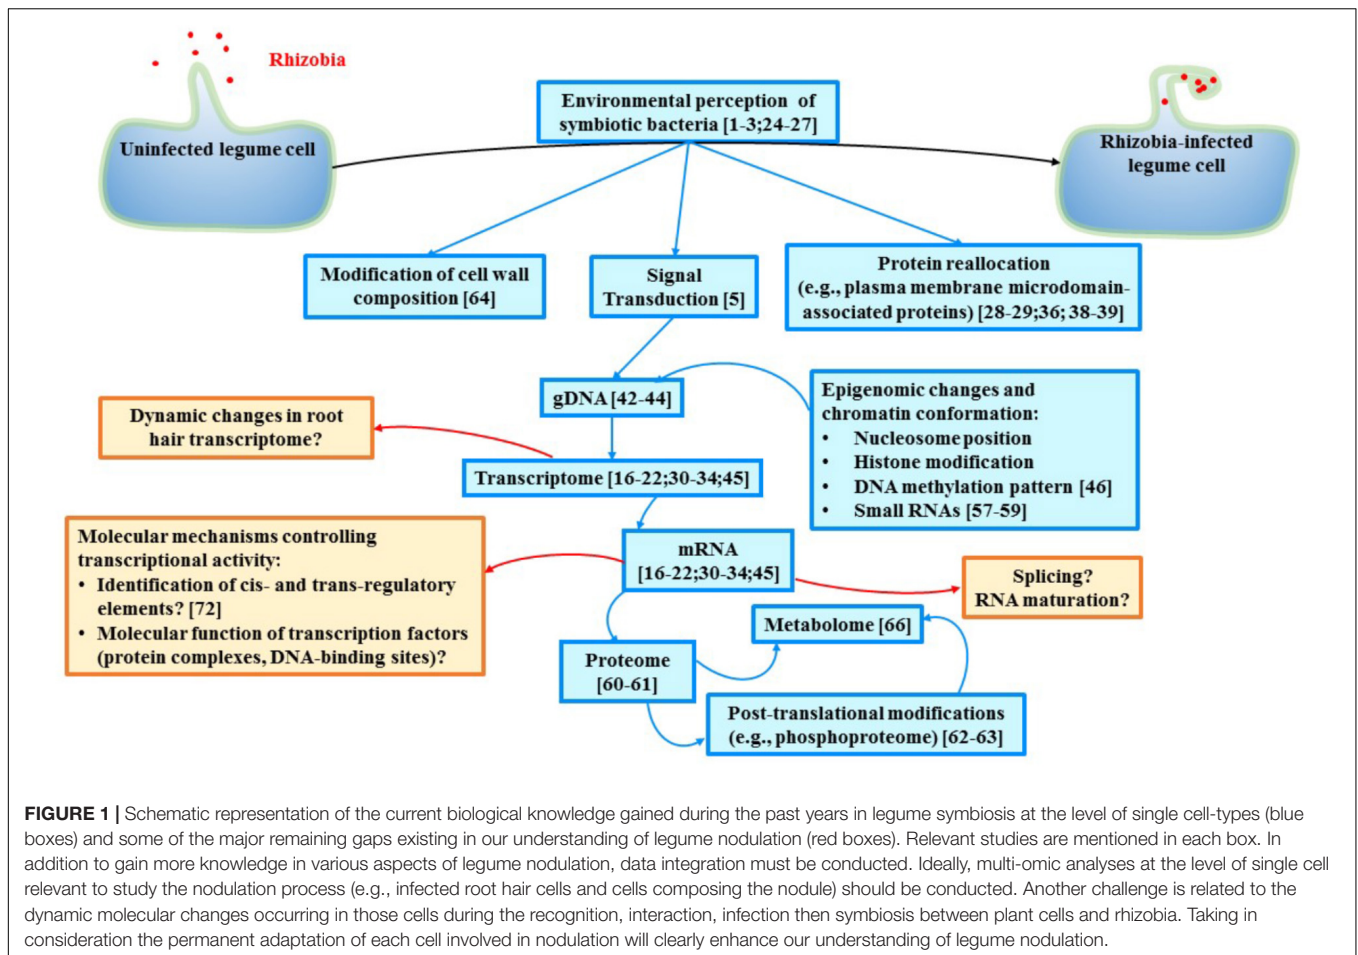 Rhizobia
Environmental perception of
symbiotic bacteria [1-3;24-27]
Uninfected legume cell
Rhizobia-infected
legume cell
Modification of cell wall
composition [64]
Signal
Transduction [5]
Protein reallocation
(e.g., plasma membrane microdomain-
associated proteins) [28-29;36; 38-39]
gDNA [42-44]
Epigenomic changes and
chromatin conformation:
• Nucleosome position
• Histone modification
• DNA methylation pattern [46]
• Small RNAs [57-59]
Dynamic changes in root
hair transcriptome?
Transcriptome [16-22;30-34;45]
Molecular mechanisms controlling
transcriptional activity:
• Identification of cis- and trans-regulatory
elements? [72]
• Molecular function of transcription factors
(protein complexes, DNA-binding sites)?
mRNA
[16-22;30-34;45]
Splicing?
RNA maturation?
Metabolome [66]
Proteome
[60-61]
Post-translational modifications
(e.g., phosphoproteome) [62-63]
FIGURE 1 | Schematic representation of the current biological knowledge gained during the past years in legume symbiosis at the level of single cell-types (blue
boxes) and some of the major remaining gaps existing in our understanding of legume nodulation (red boxes). Relevant studies are mentioned in each box. In
addition to gain more knowledge in various aspects of legume nodulation, data integration must be conducted. Ideally, multi-omic analyses at the level of single cell
relevant to study the nodulation process (e.g., infected root hair cells and cells composing the nodule) should be conducted. Another challenge is related to the
dynamic molecular changes occurring in those cells during the recognition, interaction, infection then symbiosis between plant cells and rhizobia. Taking in
consideration the permanent adaptation of each cell involved in nodulation will clearly enhance our understanding of legume nodulation.